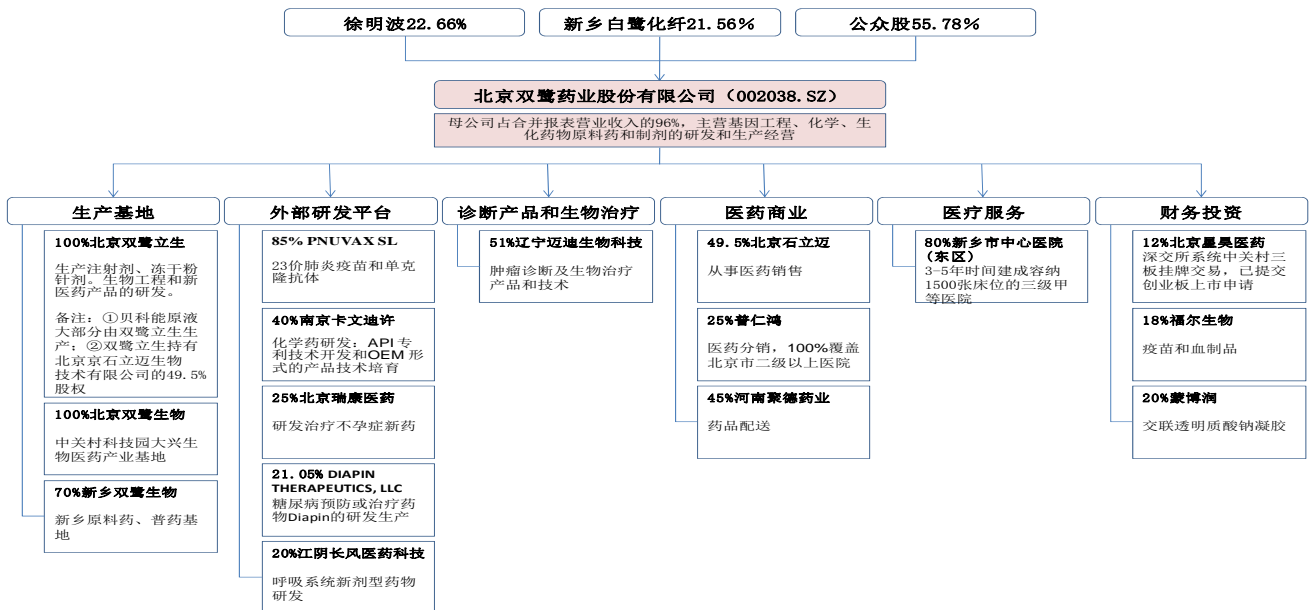 徐明波22.66%
新乡白鹭化纤21.56%
公众股55.78%
北京双鹭药业股份有限公司（002038.SZ）
母公司占合并报表营业收入的96%，主营基因工程、化学、生
化药物原料药和制剂的研发和生产经营
生产基地
100%北京双鹭立生
生产注射剂、冻干粉
针剂。生物工程和新
医药产品的研发。
备注：①贝科能原液
大部分由双鹭立生生
产；②双鹭立生持有
北京京石立迈生物
技术有限公司的49.5%
股权
100%北京双鹭生物
中关村科技园大兴生
物医药产业基地
70%新乡双鹭生物
新乡原料药、普药基
地
外部研发平台
85% PNUVAX SL
23价肺炎疫苗和单克
隆抗体
40%南京卡文迪许
化学药研发：API 专
利技术开发和OEM 形
式的产品技术培育
25%北京瑞康医药
研发治疗不孕症新药
21.05% DIAPIN
THERAPEUTICS, LLC
糖尿病预防或治疗药
物Diapin的研发生产
20%江阴长风医药科技
呼吸系统新剂型药物
研发
诊断产品和生物治疗
51%辽宁迈迪生物科技
肿瘤诊断及生物治疗
产品和技术
医药商业
49.5%北京石立迈
从事医药销售
25%普仁鸿
医药分销，100%覆盖
北京市二级以上医院
45%河南聚德药业
药品配送
医疗服务
80%新乡市中心医院
（东区）
3-5年时间建成容纳
1500张床位的三级甲
等医院
财务投资
12%北京星昊医药
深交所系统中关村三
板挂牌交易，已提交
创业板上市申请
18%福尔生物
疫苗和血制品
20%蒙博润
交联透明质酸钠凝胶